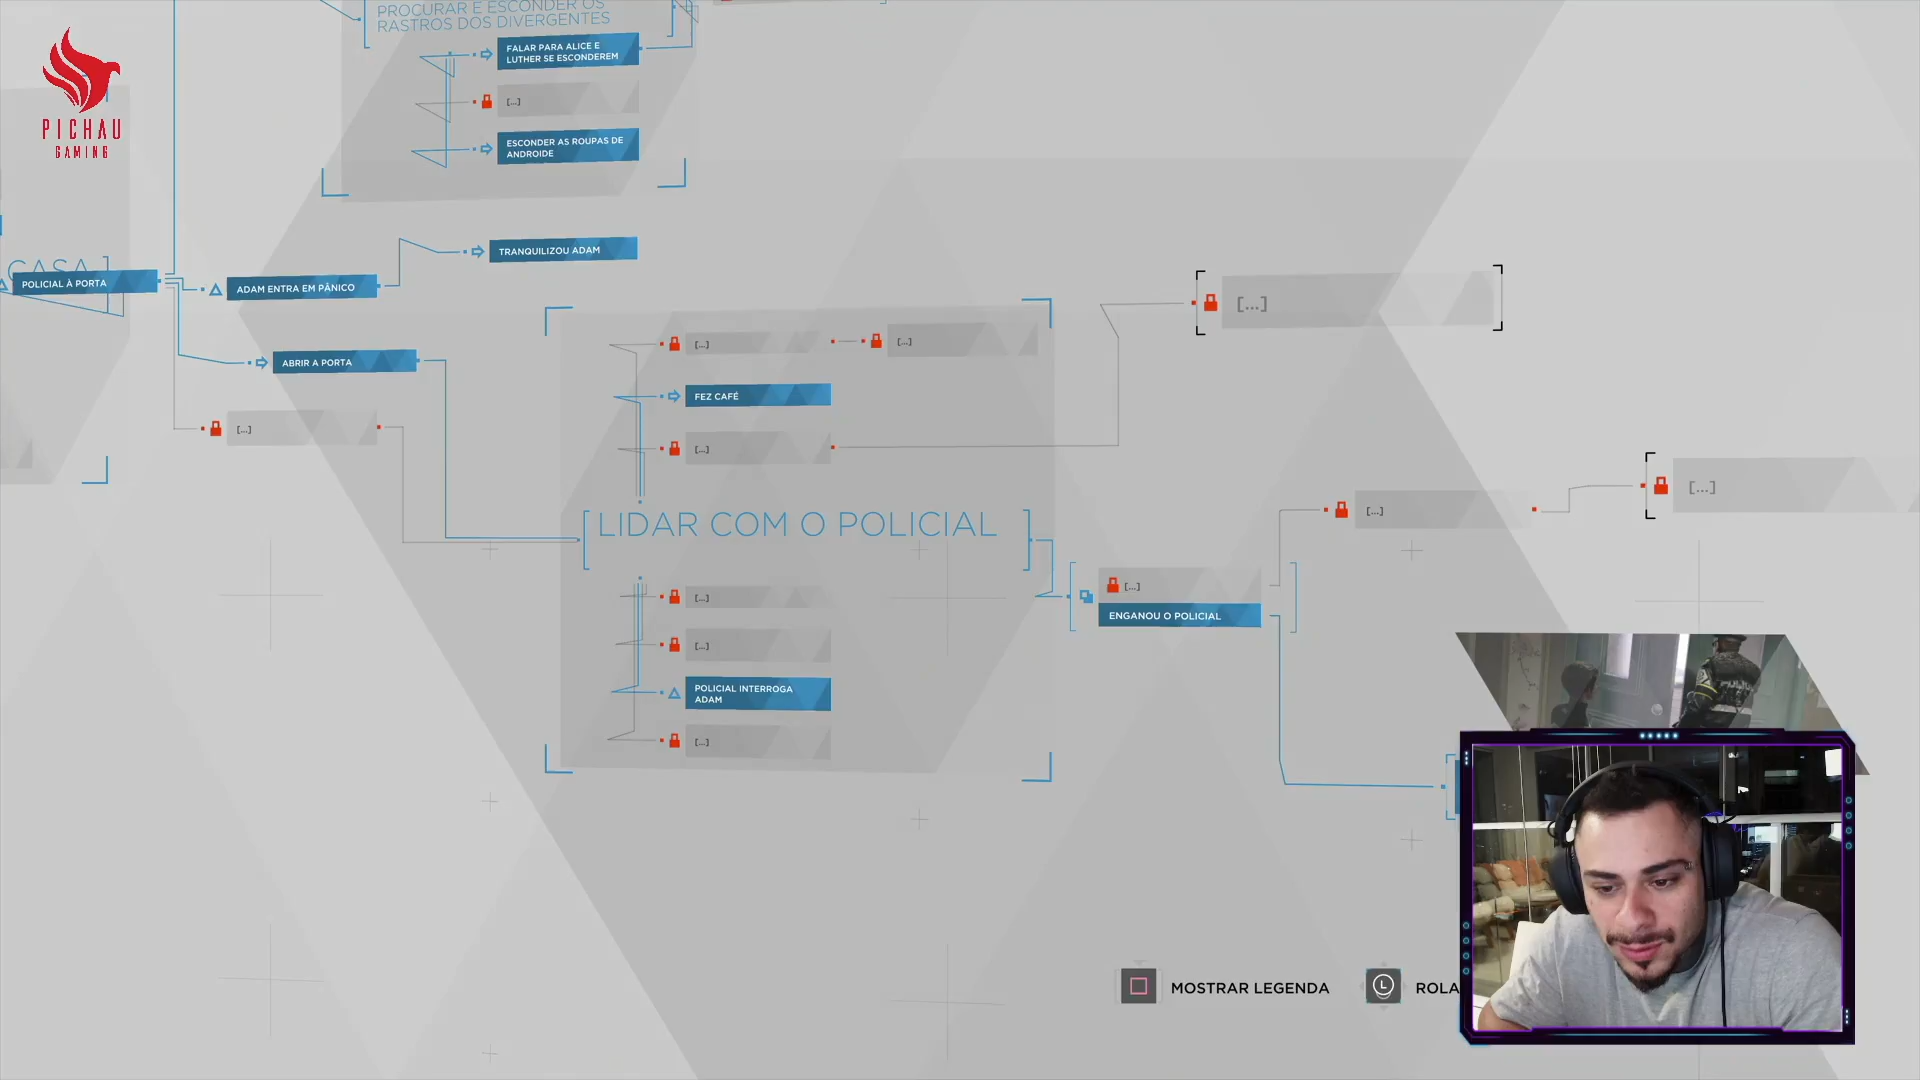 PROCURAR E ESCONDER OS
RASTROS DOS DIVERGENTES
FALAR PARA ALICE E
LUTHER SE ESCONDEREM
[...]
ESCONDER AS ROUPAS DE
ANDROIDE
PICHAU
GAMING
TRANQUILIZOU ADAM
CASA
POLICIAL À PORTA
ADAM ENTRA EM PÂNICO
[...]
[...]
[...]
ABRIR A PORTA
FEZ CAFÉ
[...]
[...]
[...]
[...]
LIDAR COM O POLICIAL
[...]
ENGANOU O POLICIAL
[...]
[...]
POLICIAL INTERROGA
ADAM
[...]
MOSTRAR LEGENDA
L
ROLA